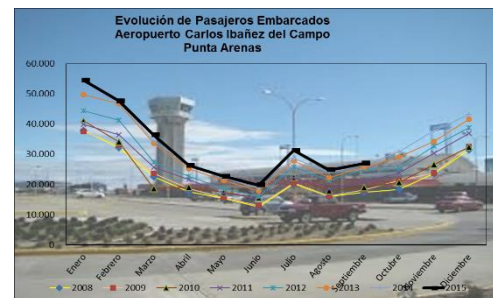 Evolución de Pasajeros Embarcados
Aeropuerto Carlos Ibañez del Campo
Punta Arenas
60.000
50.000
40.000
30.000
20.000
10.000
0.000
Enero
Febrero
Marzo
Abril
Mayo
Junio
Julio
Agosto
Septiembre
Octubre
Noviembre
Diciembre
2008 2009 2010 2011 2012 2013 2014 2015